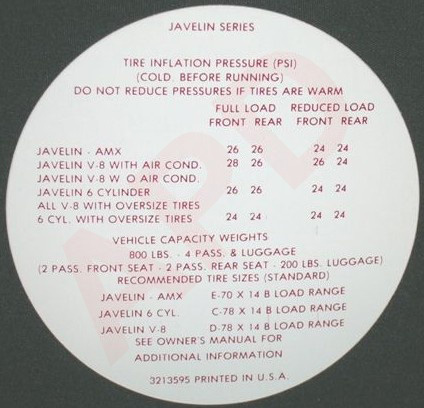 JAVELIN SERIES
TIRE INFLATION PRESSURE (PSI)
(COLD. BEFORE RUNNING)
DO NOT REDUCE PRESSURES IF TIRES ARE WARM
FULL LOAD REDUCED LOAD
FRONT REAR FRONT REAR
JAVELIN - AMX 26 26 24 24
JAVELIN V-8 WITH AIR COND. 28 26 26 24
JAVELIN V-8 W O AIR COND.
JAVELIN 6 CYLINDER 26 26 24 24
ALL V-8 WITH OVERSIZE TIRES
6 CYL. WITH OVERSIZE TIRES 24 24 24 24
VEHICLE CAPACITY WEIGHTS
800 LBS. - 4 PASS. & LUGGAGE
(2 PASS. FRONT SEAT - 2 PASS. REAR SEAT - 200 LBS. LUGGAGE)
RECOMMENDED TIRE SIZES (STANDARD)
JAVELIN - AMX E-70 X 14 B LOAD RANGE
JAVELIN 6 CYL. C-78 X 14 B LOAD RANGE
JAVELIN V-8 D-78 X 14 B LOAD RANGE
SEE OWNER'S MANUAL FOR
ADDITIONAL INFORMATION
3213595 PRINTED IN U.S.A.
APD